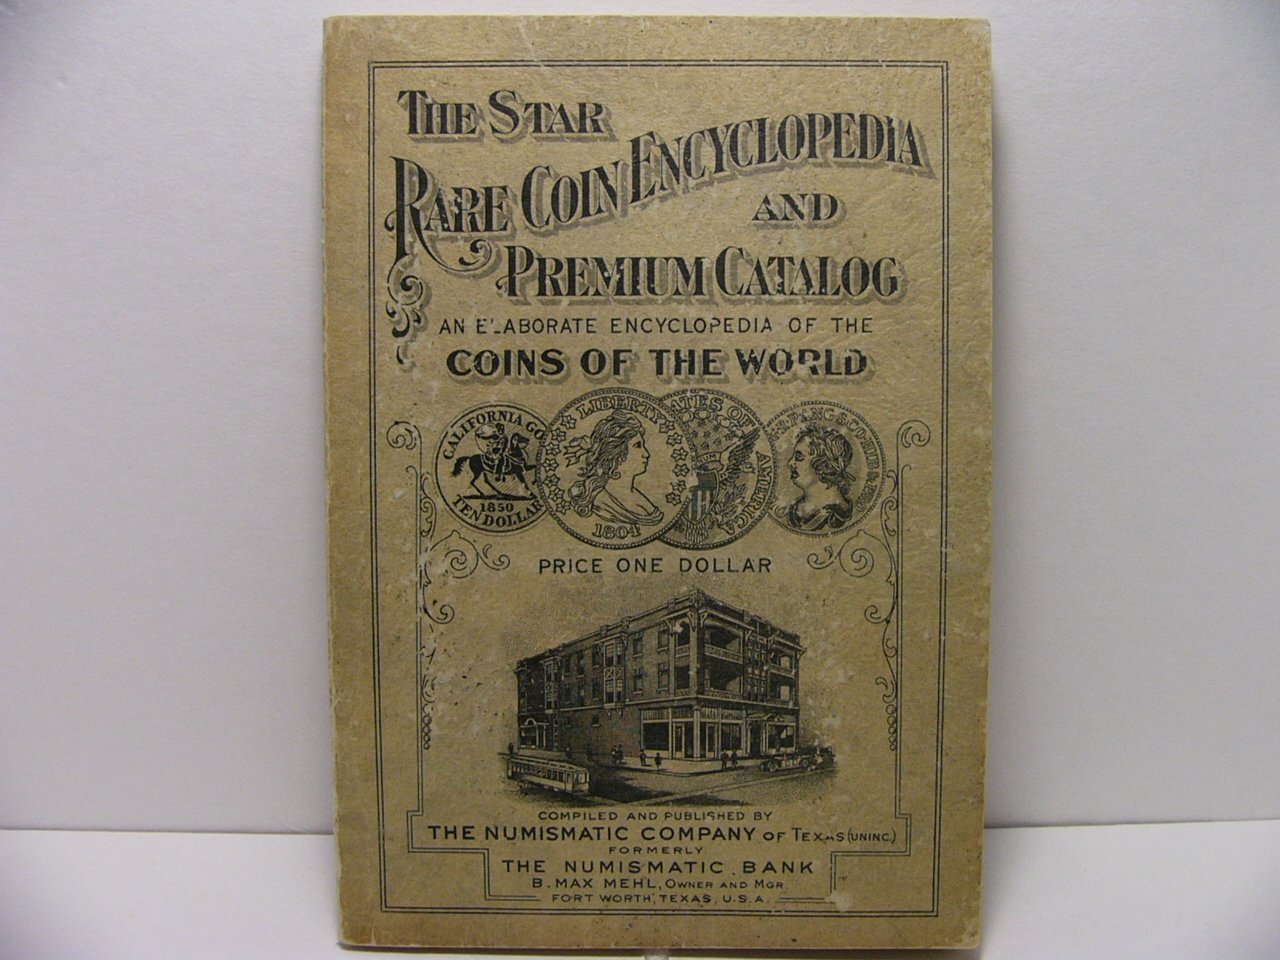 THE STAR
RARE COIN ENCYCLOPEDIA
AND
PREMIUM CATALOG
AN ELABORATE ENCYCLOPEDIA OF THE
COINS OF THE WORLD
CALIFORNIA GO
1850
TEN DOLLAR
LIBERTY
1804
ATES OF
AMERICA
PRICE ONE DOLLAR
COMPILED AND PUBLISHED BY
THE NUMISMATIC COMPANY OF TEXAS (UNINC.)
FORMERLY
THE NUMISMATIC BANK
B. MAX MEHL, OWNER AND MGR.
FORT WORTH, TEXAS, U.S.A.